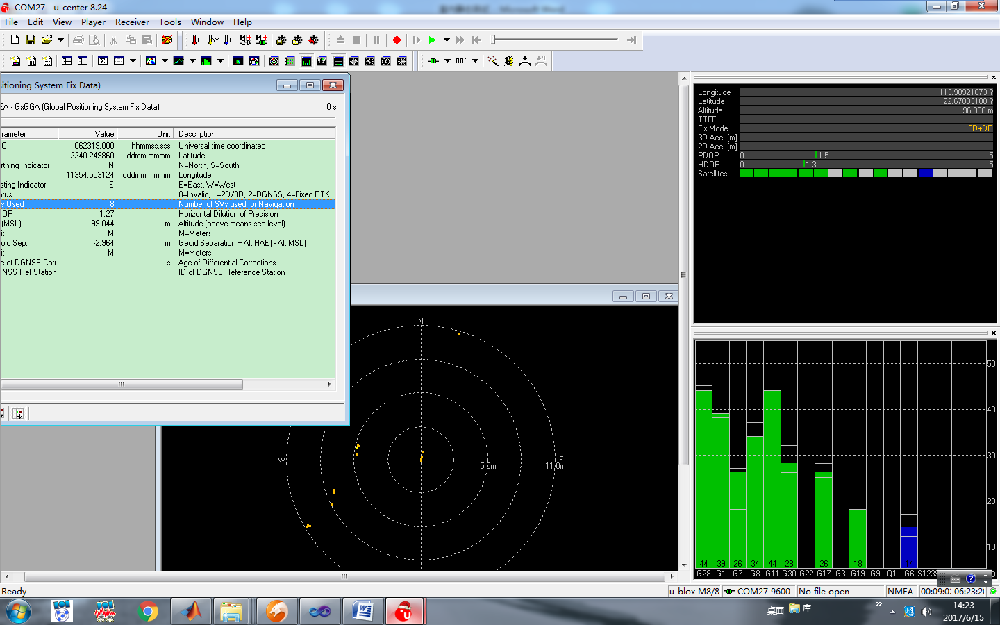 COM27 - u-center 8.24
File Edit View Player Receiver Tools Window Help
itioning System Fix Data)
EA - GxGGA (Global Positioning System Fix Data) 0 s
rameter Value Unit Description
C 062319.000 hhmmss.sss Universal time coordinated
2240.249860 ddmm.mmmm Latitude
rthing Indicator N N=North, S=South
n 11354.553124 dddmm.mmmm Longitude
sting Indicator E E=East, W=West
atus 1 0=Invalid, 1=2D/3D, 2=DGNSS, 4=Fixed RTK,
s Used 8 Number of SVs used for Navigation
OP 1.27 Horizontal Dilution of Precision
(MSL) 99.044 m Altitude (above means sea level)
it M M=Meters
oid Sep. -2.964 m Geoid Separation = Alt(HAE) - Alt(MSL)
it M M=Meters
e of DGNSS Corr s Age of Differential Corrections
NSS Ref Station ID of DGNSS Reference Station
N
W
E
5.5m
11.0m
Longitude 113.90921873 ?
Latitude 22.67083100 ?
Altitude 96.080 m
TTFF
Fix Mode 3D+DR
3D Acc. [m]
2D Acc. [m]
PDOP 0 1.5 5
HDOP 0 1.3 5
Satellites
50
40
30
20
10
44 39 26 34 44 28 26 18
G28 G1 G7 G8 G11 G30 G22 G17 G3 G19 G9 Q1 G6 S123
Ready
u-blox M8/8 COM27 9600 No file open NMEA 00:09:0 06:23:2
桌面 库
14:23
2017/6/15